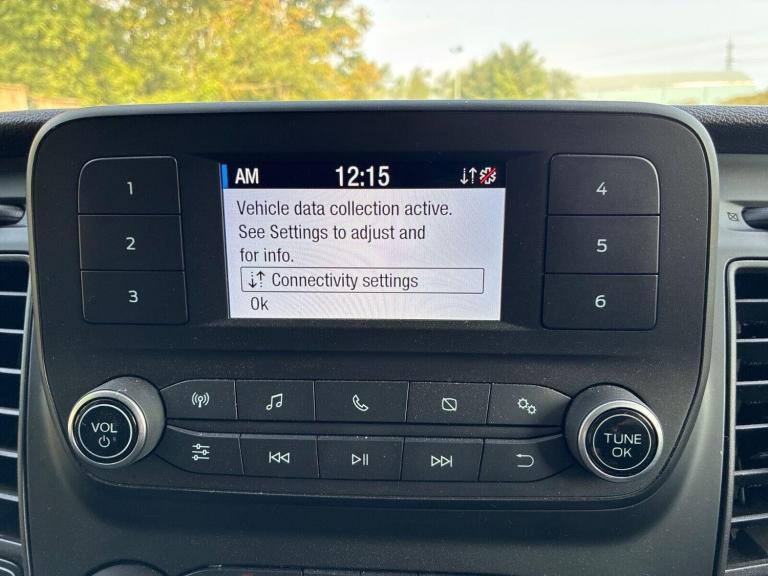 AM 12:15
Vehicle data collection active.
See Settings to adjust and
for info.
Connectivity settings
Ok
1
2
3
4
5
6
VOL
TUNE
OK